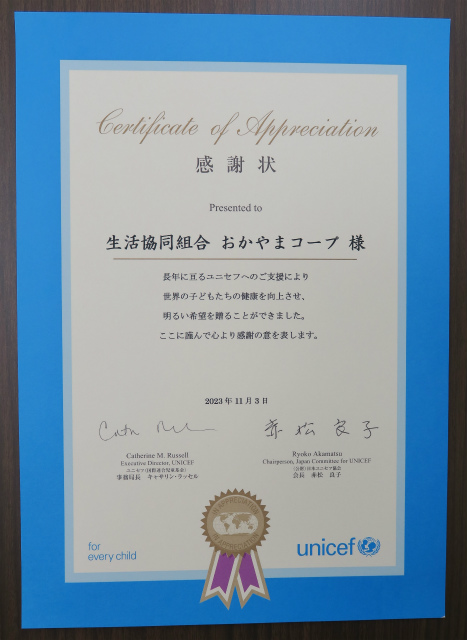 Certificate of Appreciation
感謝状
Presented to
生活協同組合 おかやまコープ 様
長年に亘るユニセフへのご支援により
世界の子どもたちの健康を向上させ、
明るい希望を贈ることができました。
ここに謹んで心より感謝の意を表します。
2023年11月3日
赤松良子
Catherine M. Russell
Executive Director, UNICEF
ユニセフ(国際連合児童基金)
事務局長 キャサリン・ラッセル
Ryoko Akamatsu
Chairperson, Japan Committee for UNICEF
(公財)日本ユニセフ協会
会長 赤松 良子
IN APPRECIATION
for
every child
unicef